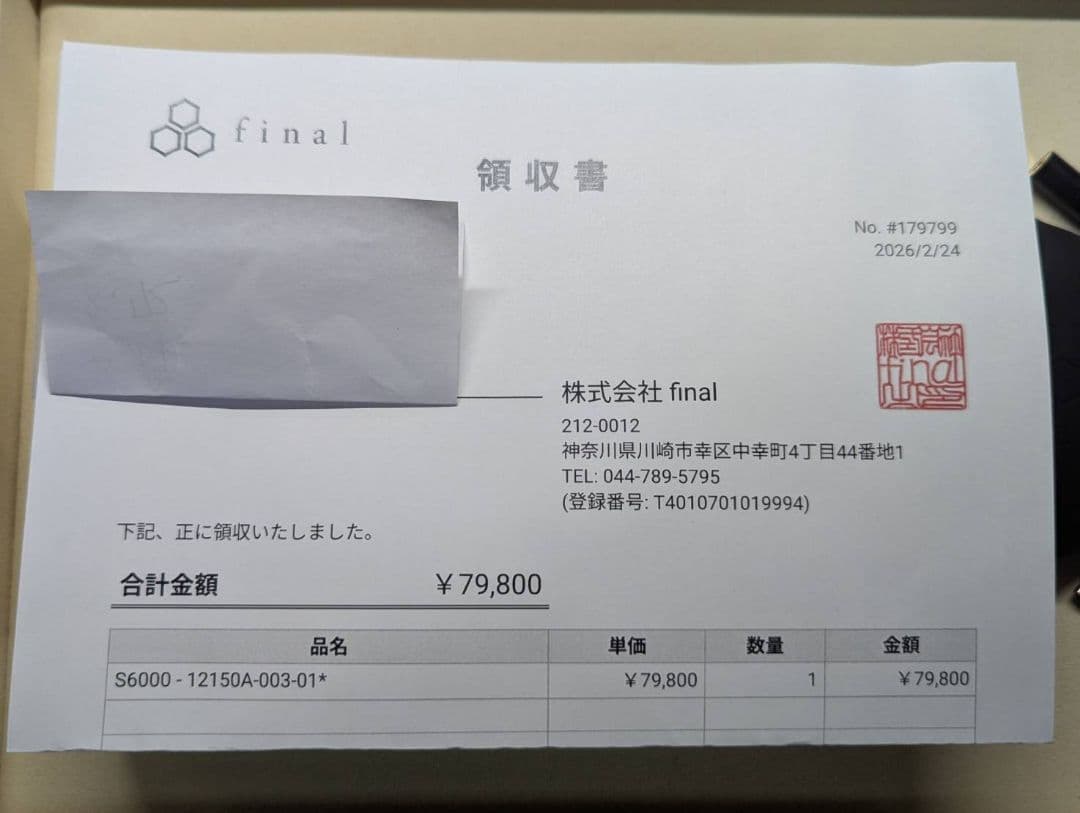 final
領収書
No. #179799
2026/2/24
株式会社 final
212-0012
神奈川県川崎市幸区中幸町4丁目44番地1
TEL: 044-789-5795
(登録番号: T4010701019994)
下記、正に領収いたしました。
合計金額 ￥79,800
品名 単価 数量 金額
S6000 - 12150A-003-01* ￥79,800 1 ￥79,800